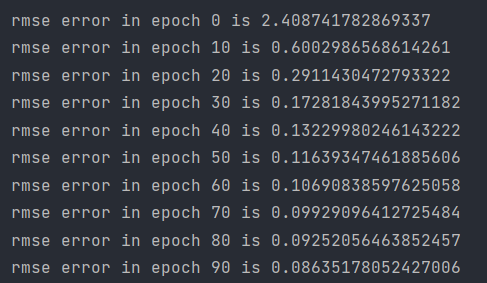 rmse error in epoch 0 is 2.408741782869337
rmse error in epoch 10 is 0.6002986568614261
rmse error in epoch 20 is 0.2911430472793322
rmse error in epoch 30 is 0.17281843995271182
rmse error in epoch 40 is 0.13229980246143222
rmse error in epoch 50 is 0.11639347461885606
rmse error in epoch 60 is 0.10690838597625058
rmse error in epoch 70 is 0.09929096412725484
rmse error in epoch 80 is 0.09252056463852457
rmse error in epoch 90 is 0.08635178052427006